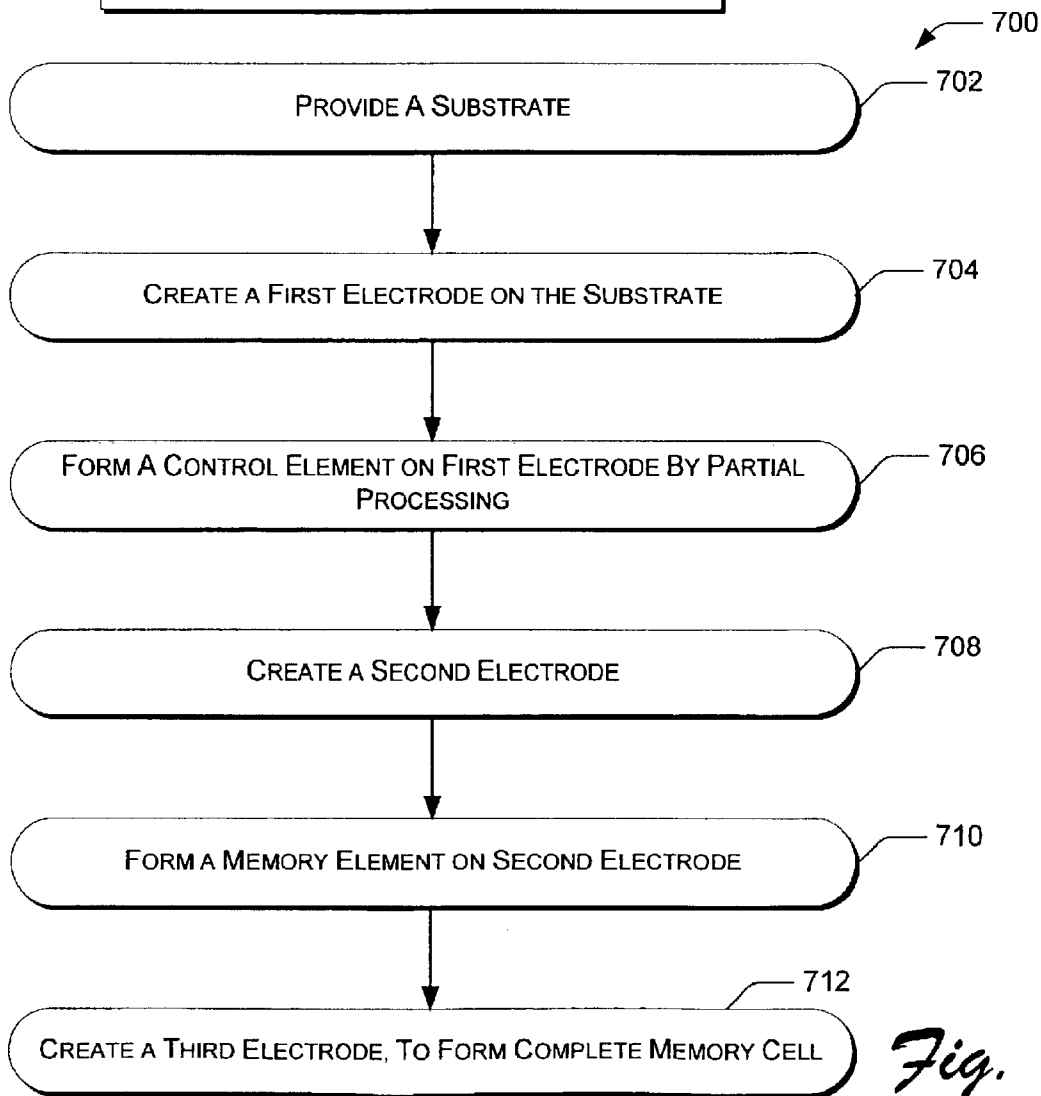 700
PROVIDE A SUBSTRATE
702
CREATE A FIRST ELECTRODE ON THE SUBSTRATE
704
FORM A CONTROL ELEMENT ON FIRST ELECTRODE BY PARTIAL
PROCESSING
706
CREATE A SECOND ELECTRODE
708
FORM A MEMORY ELEMENT ON SECOND ELECTRODE
710
712
CREATE A THIRD ELECTRODE, TO FORM COMPLETE MEMORY CELL
Fig.